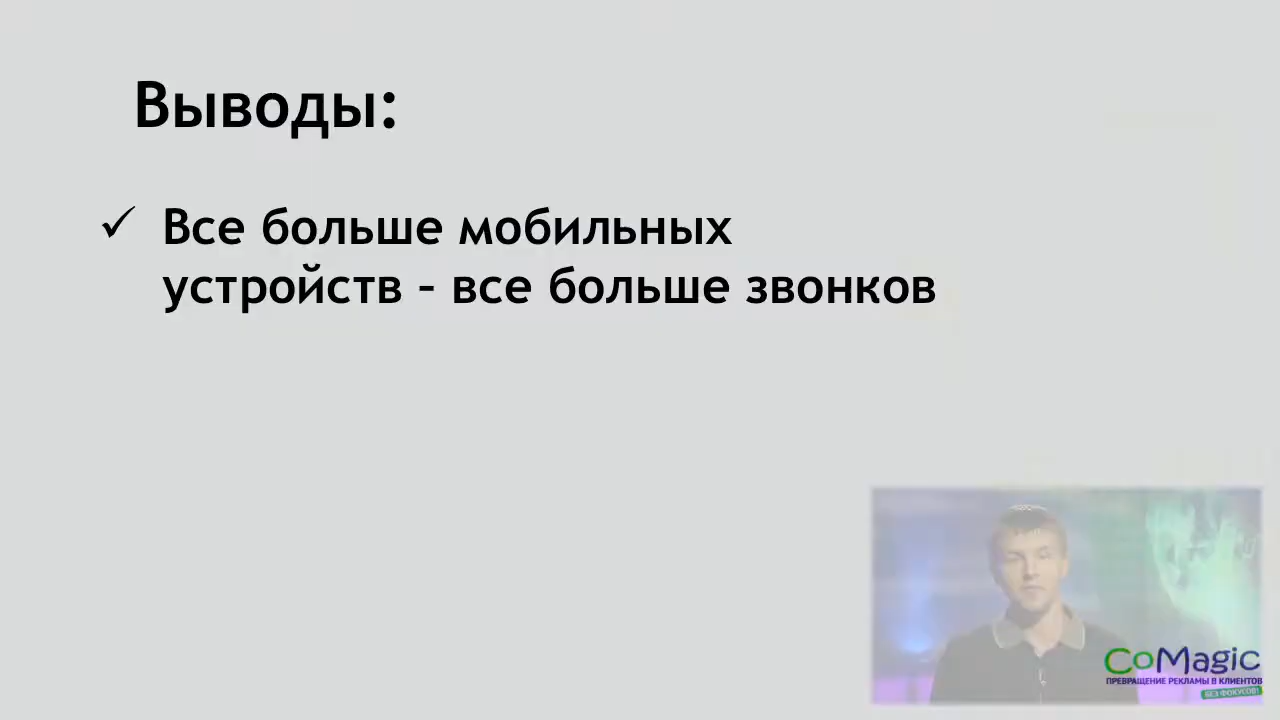 Выводы:
✓ Все больше мобильных
устройств – все больше звонков
CoMagic
ПРЕВРАЩЕНИЕ РЕКЛАМЫ В КЛИЕНТОВ
БЕЗ ФОКУСОВ!